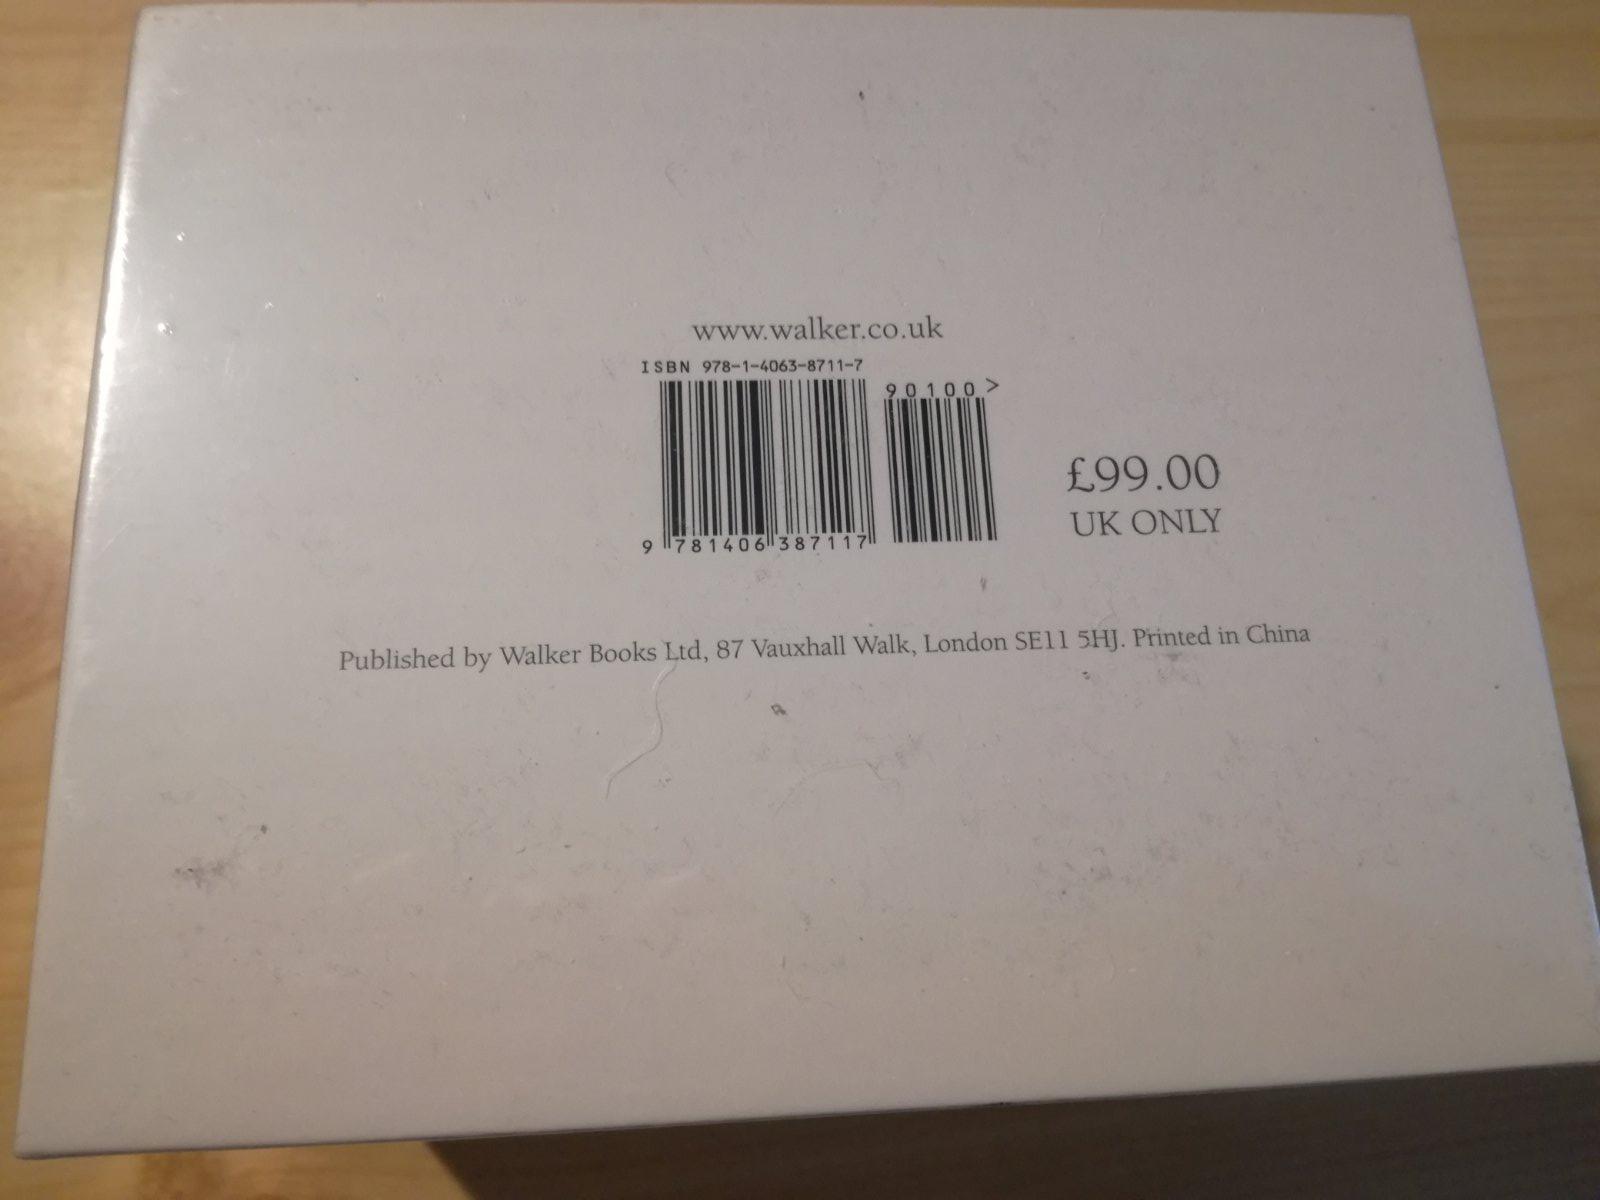 www.walker.co.uk
ISBN 978-1-4063-8711-7
90100>
9 781406 387117
£99.00
UK ONLY
Published by Walker Books Ltd, 87 Vauxhall Walk, London SE11 5HJ. Printed in China